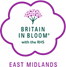 BRITAIN
IN BLOOM
with the RHS
EAST MIDLANDS